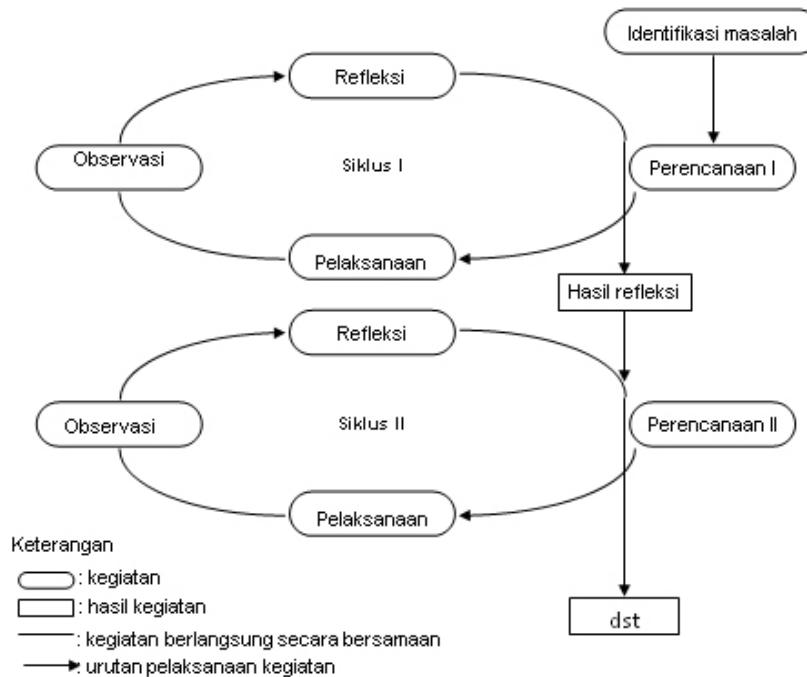 Identifikasi masalah
Refleksi
Observasi
Siklus I
Perencanaan I
Pelaksanaan
Hasil refleksi
Refleksi
Observasi
Siklus II
Perencanaan II
Pelaksanaan
Keterangan
: kegiatan
: hasil kegiatan
: kegiatan berlangsung secara bersamaan
: urutan pelaksanaan kegiatan
dst